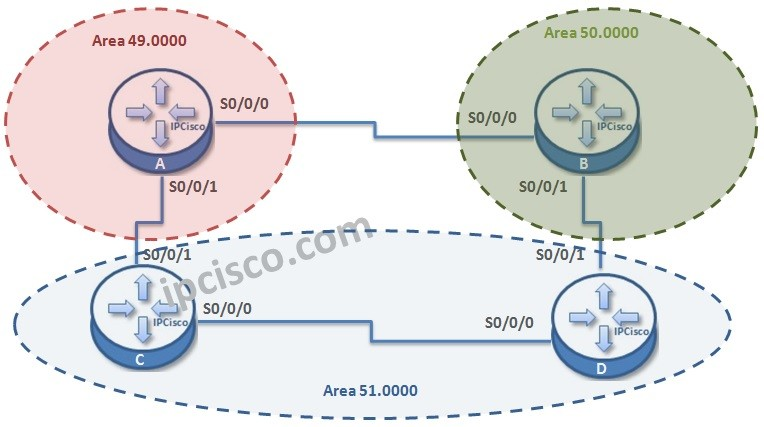 Area 49.0000
Area 50.0000
S0/0/0
IPCisco
A
S0/0/0
IPCisco
B
S0/0/1
S0/0/1
S0/0/1
S0/0/1
ipcisco.com
IPCisco
C
S0/0/0
S0/0/0
IPCisco
D
Area 51.0000